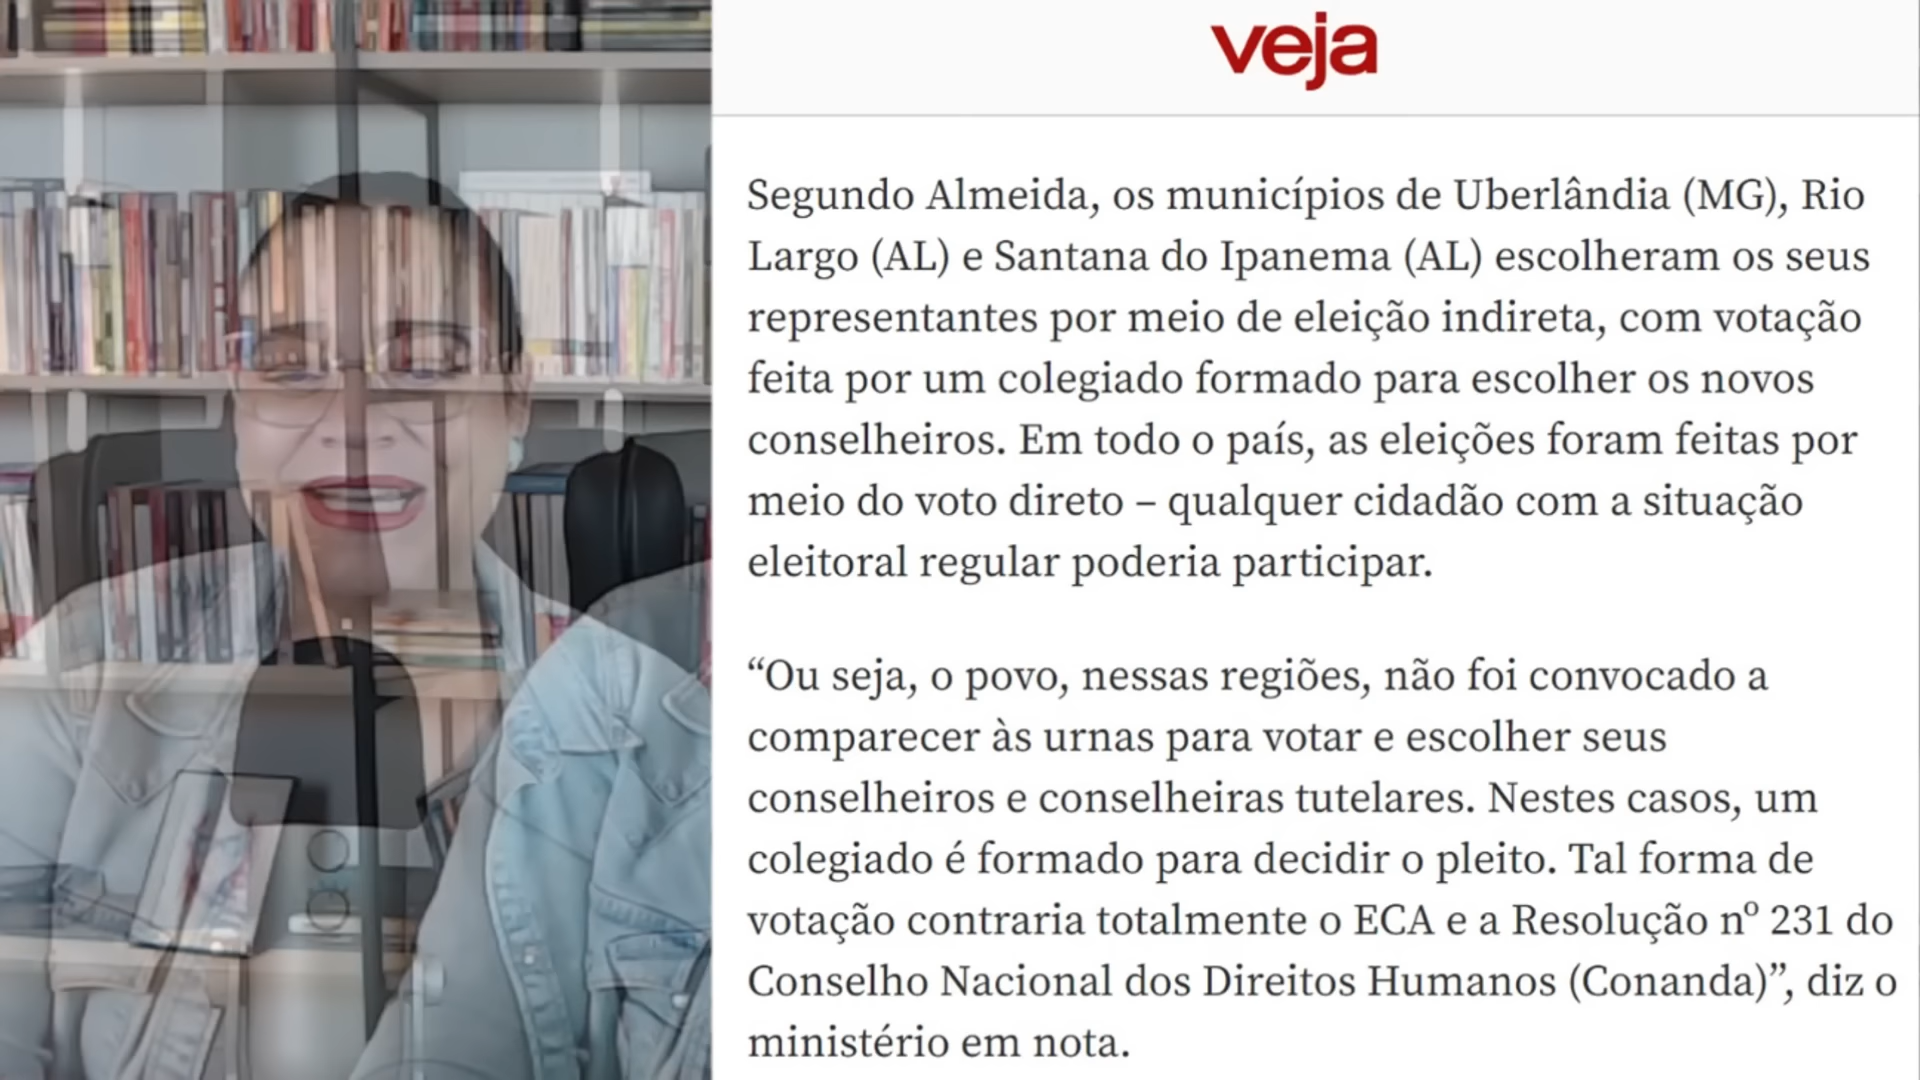 veja
Segundo Almeida, os municípios de Uberlândia (MG), Rio
Largo (AL) e Santana do Ipanema (AL) escolheram os seus
representantes por meio de eleição indireta, com votação
feita por um colegiado formado para escolher os novos
conselheiros. Em todo o país, as eleições foram feitas por
meio do voto direto – qualquer cidadão com a situação
eleitoral regular poderia participar.
“Ou seja, o povo, nessas regiões, não foi convocado a
comparecer às urnas para votar e escolher seus
conselheiros e conselheiras tutelares. Nestes casos, um
colegiado é formado para decidir o pleito. Tal forma de
votação contraria totalmente o ECA e a Resolução nº 231 do
Conselho Nacional dos Direitos Humanos (Conanda)”, diz o
ministério em nota.